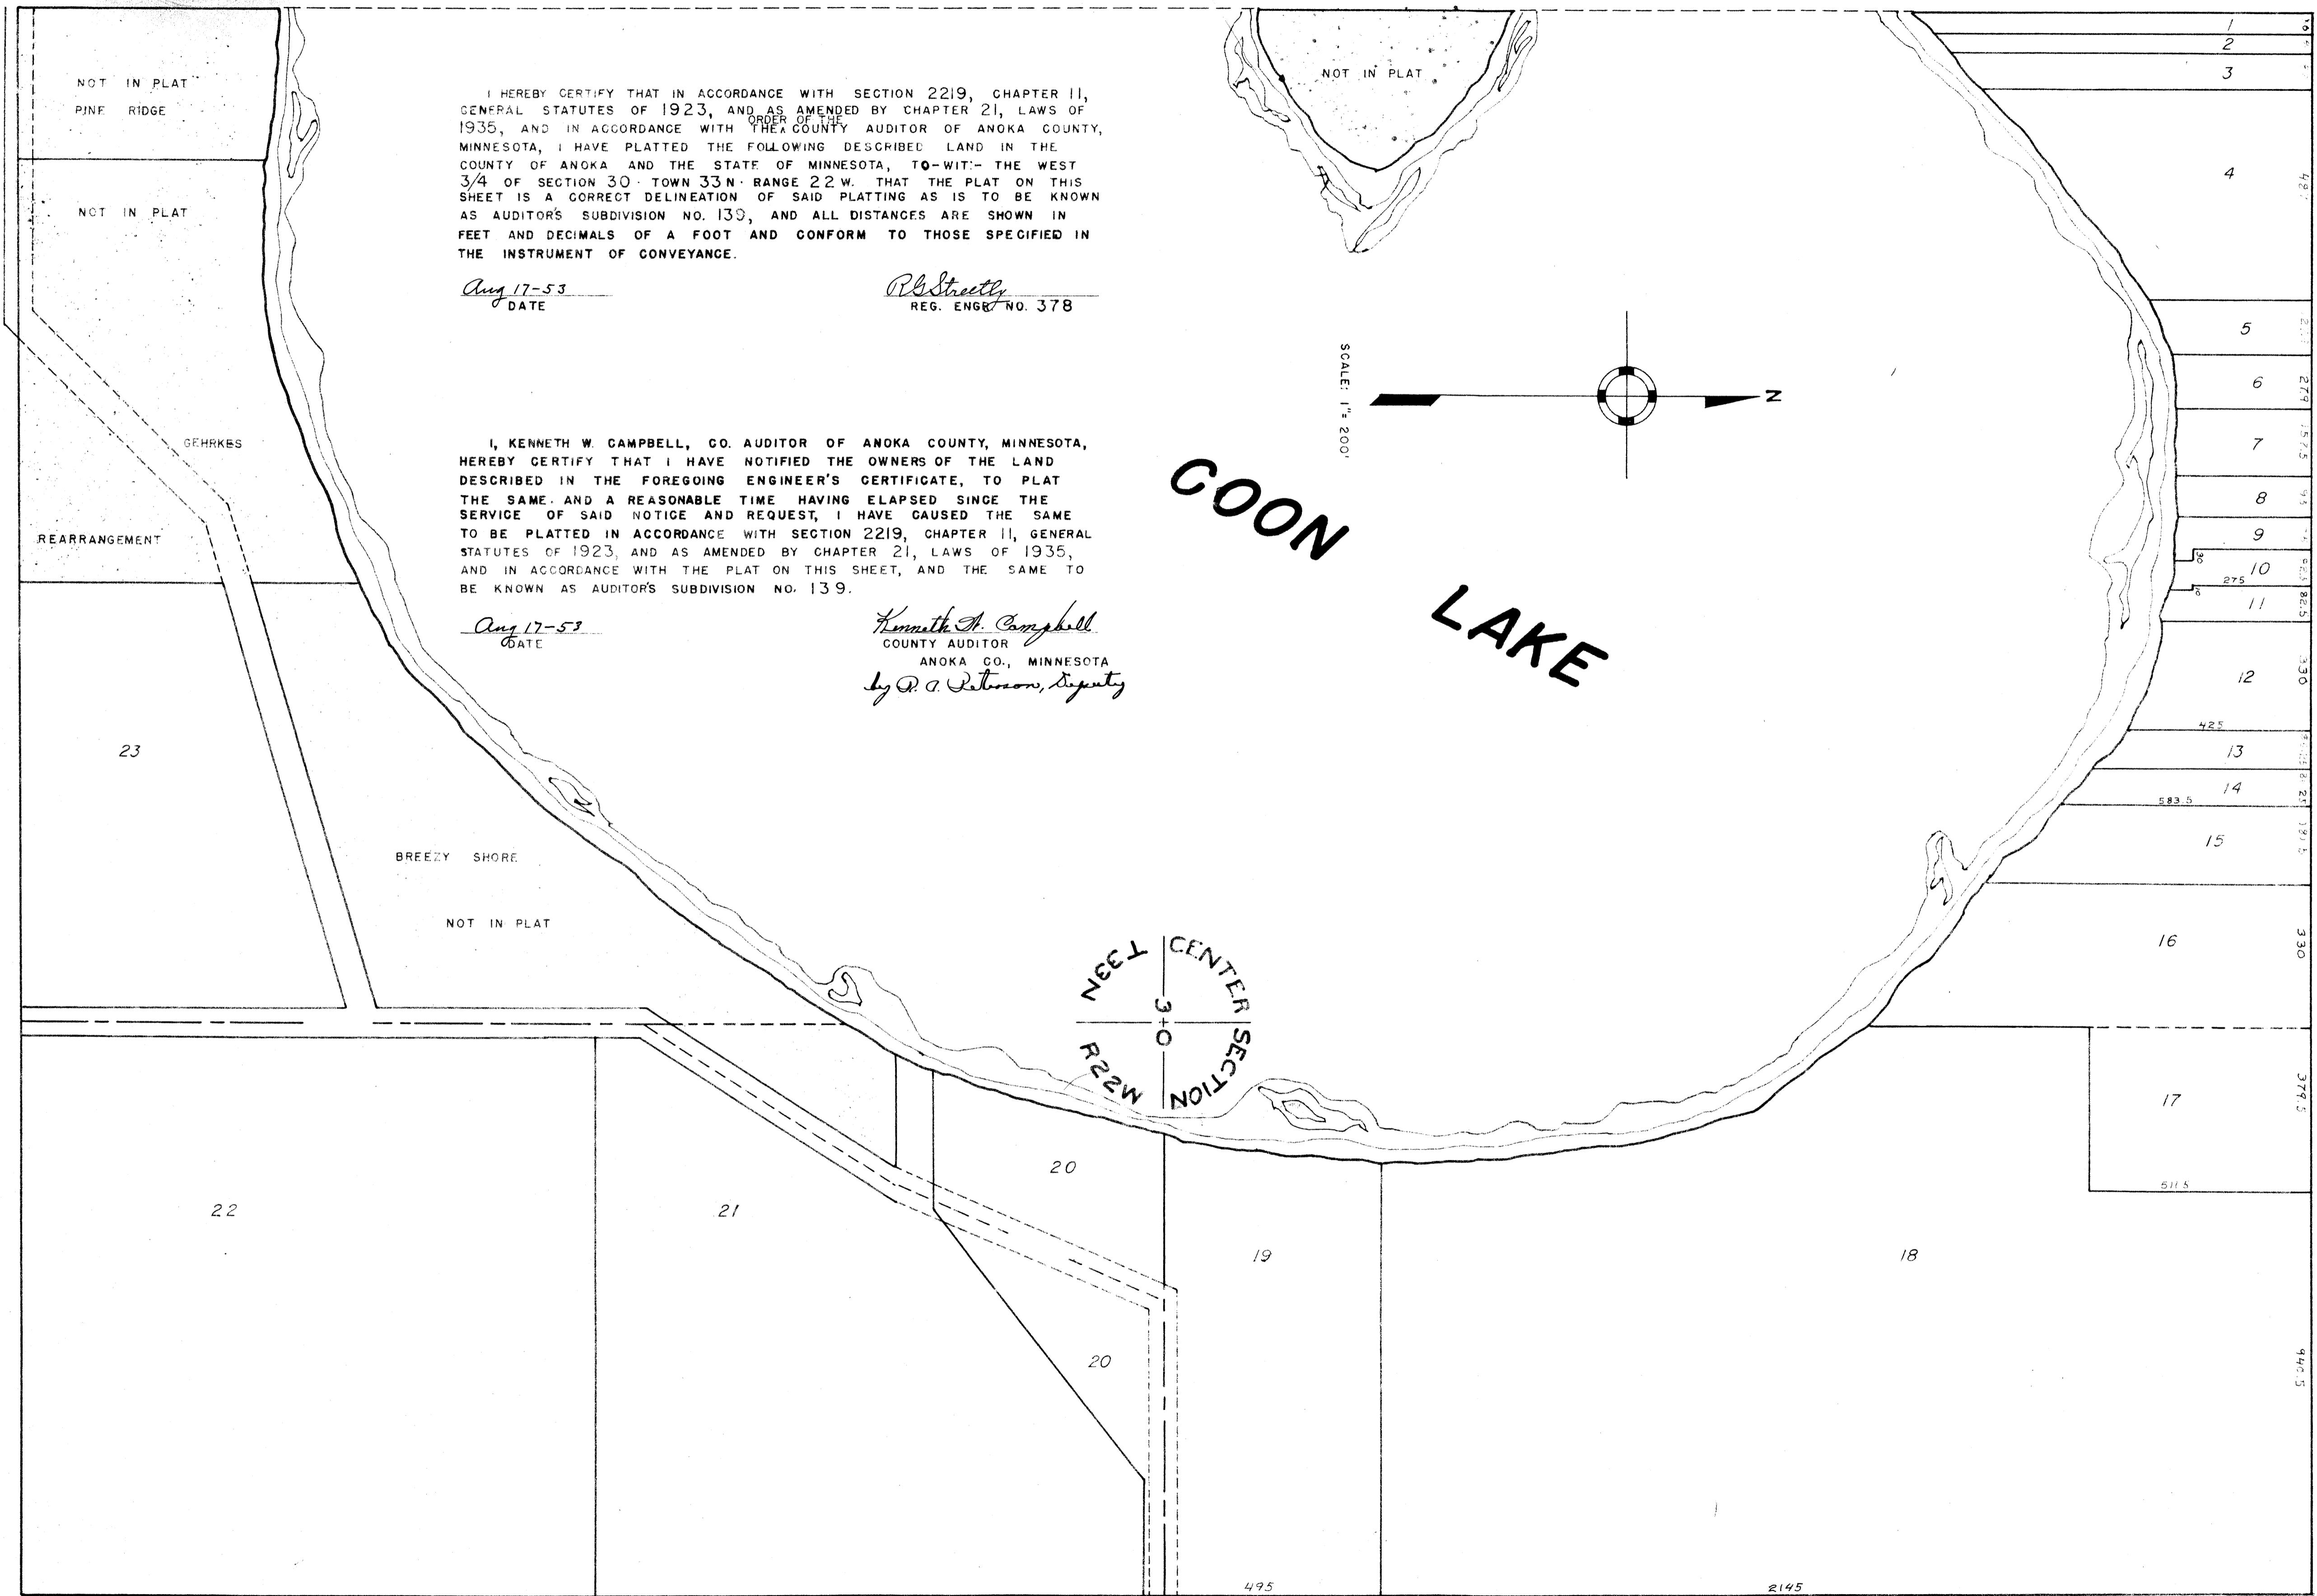 NOT IN PLAT
PINE RIDGE
NOT IN PLAT
GEHRKES
REARRANGEMENT
I HEREBY CERTIFY THAT IN ACCORDANCE WITH SECTION 2219, CHAPTER 11,
GENERAL STATUTES OF 1923, AND AS AMENDED BY CHAPTER 21, LAWS OF
ORDER OF THE
1935, AND IN ACCORDANCE WITH THE COUNTY AUDITOR OF ANOKA COUNTY,
MINNESOTA, I HAVE PLATTED THE FOLLOWING DESCRIBED LAND IN THE
COUNTY OF ANOKA AND THE STATE OF MINNESOTA, TO-WIT:- THE WEST
3/4 OF SECTION 30 · TOWN 33 N · RANGE 22 W. THAT THE PLAT ON THIS
SHEET IS A CORRECT DELINEATION OF SAID PLATTING AS IS TO BE KNOWN
AS AUDITOR'S SUBDIVISION NO. 139, AND ALL DISTANCES ARE SHOWN IN
FEET AND DECIMALS OF A FOOT AND CONFORM TO THOSE SPECIFIED IN
THE INSTRUMENT OF CONVEYANCE.
Aug 17-53
DATE
RG Streetly
REG. ENGR. NO. 378
I, KENNETH W. CAMPBELL, CO. AUDITOR OF ANOKA COUNTY, MINNESOTA,
HEREBY CERTIFY THAT I HAVE NOTIFIED THE OWNERS OF THE LAND
DESCRIBED IN THE FOREGOING ENGINEER'S CERTIFICATE, TO PLAT
THE SAME. AND A REASONABLE TIME HAVING ELAPSED SINCE THE
SERVICE OF SAID NOTICE AND REQUEST, I HAVE CAUSED THE SAME
TO BE PLATTED IN ACCORDANCE WITH SECTION 2219, CHAPTER 11, GENERAL
STATUTES OF 1923, AND AS AMENDED BY CHAPTER 21, LAWS OF 1935,
AND IN ACCORDANCE WITH THE PLAT ON THIS SHEET, AND THE SAME TO
BE KNOWN AS AUDITOR'S SUBDIVISION NO. 139.
Aug 17-53
DATE
Kenneth W. Campbell
COUNTY AUDITOR
ANOKA CO., MINNESOTA
by R. A. Peterson, Deputy
NOT IN PLAT
SCALE: 1"= 200'
N
COON
LAKE
1
2
3
4
5
6
279
7
157.5
8
9
30
10
275
11
82.5
12
330
425
13
14
583.5
15
181.5
16
330
17
379.5
511.5
18
940.5
2145
19
495
20
20
21
22
23
BREEZY SHORE
NOT IN PLAT
T33N
CENTER
30
R22W
SECTION